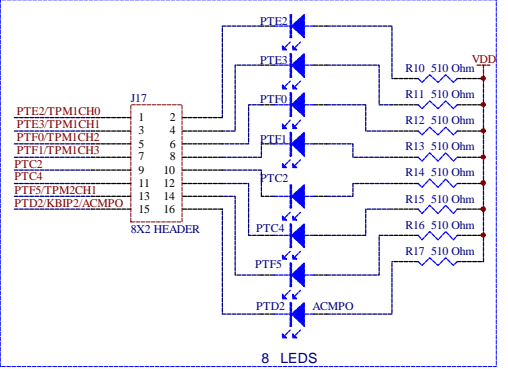 PTE2
PTE3
VDD
R10 510 Ohm
J17
PTF0
R11 510 Ohm
PTE2/TPM1CH0 1 2
R12 510 Ohm
PTE3/TPM1CH1 3 4
PTF0/TPM1CH2 5 6
PTF1
R13 510 Ohm
PTF1/TPM1CH3 7 8
PTC2 9 10
PTC2
R14 510 Ohm
PTC4 11 12
PTF5/TPM2CH1 13 14
R15 510 Ohm
PTD2/KBIP2/ACMPO 15 16
8X2 HEADER
PTC4
R16 510 Ohm
R17 510 Ohm
PTF5
PTD2 ACMPO
8 LEDS